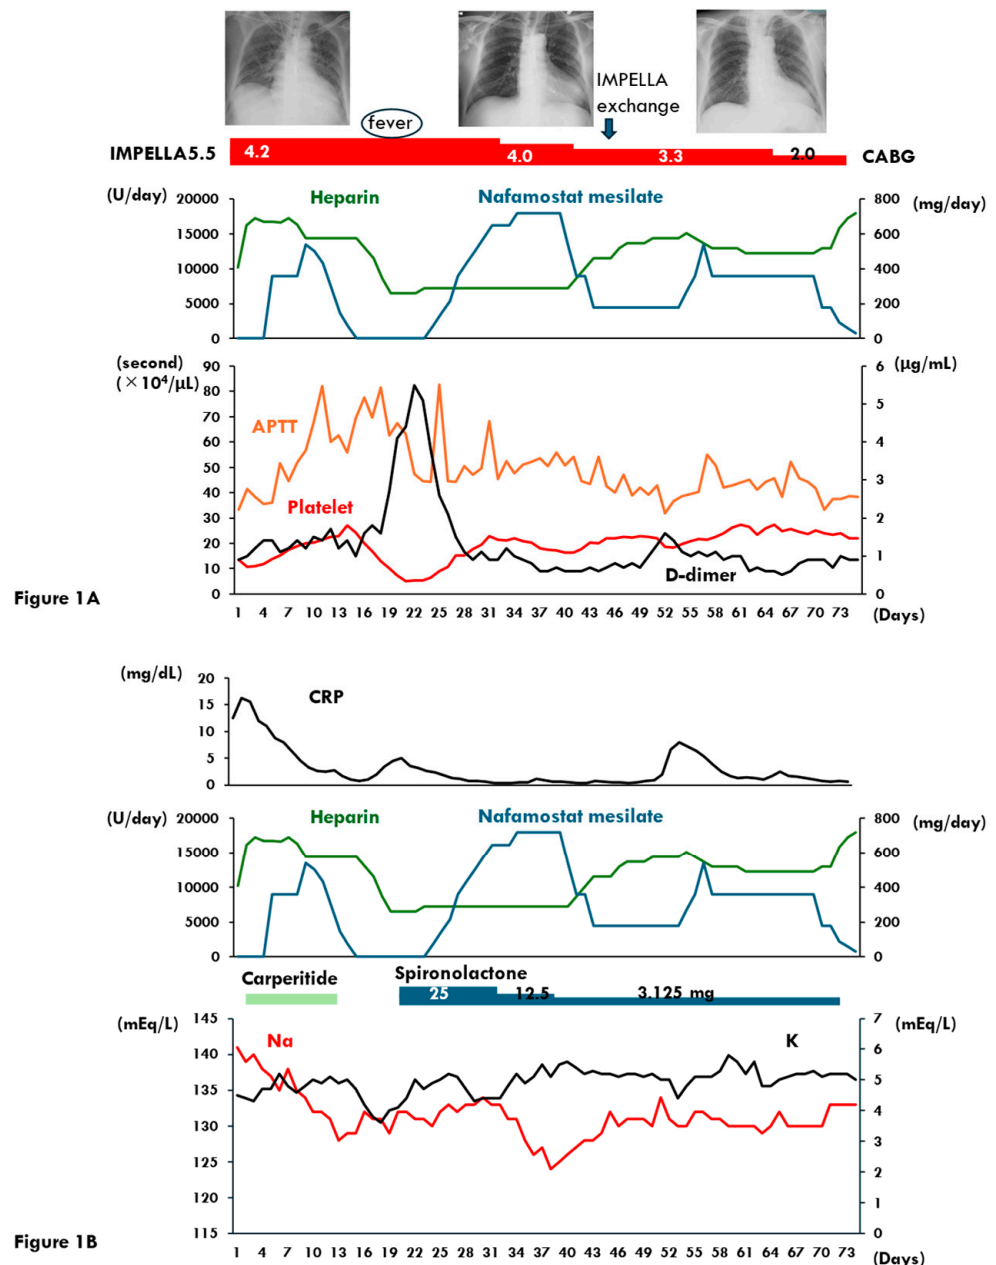 IMPELLA
exchange
fever
IMPELLA5.5 4.2 4.0 3.3 2.0 CABG
(U/day) (mg/day)
Heparin Nafamostat mesilate
20000 800
15000 600
10000 400
5000 200
0 0
(second) (μg/mL)
(×10⁴/μL)
90 6
80
70 5
60 4
50 3
40
30 2
20
10 1
0 0
APTT
Platelet
D-dimer
1 4 7 10 13 16 19 22 25 28 31 34 37 40 43 46 49 52 55 58 61 64 67 70 73 (Days)
Figure 1A
(mg/dL)
CRP
20
15
10
5
0
(U/day) (mg/day)
Heparin Nafamostat mesilate
20000 800
15000 600
10000 400
5000 200
0 0
Carperitide Spironolactone
25 12.5 3.125 mg
(mEq/L) (mEq/L)
Na K
145 7
140 6
135 5
130 4
125 3
120 2
115 1
0
1 4 7 10 13 16 19 22 25 28 31 34 37 40 43 46 49 52 55 58 61 64 67 70 73 (Days)
Figure 1B